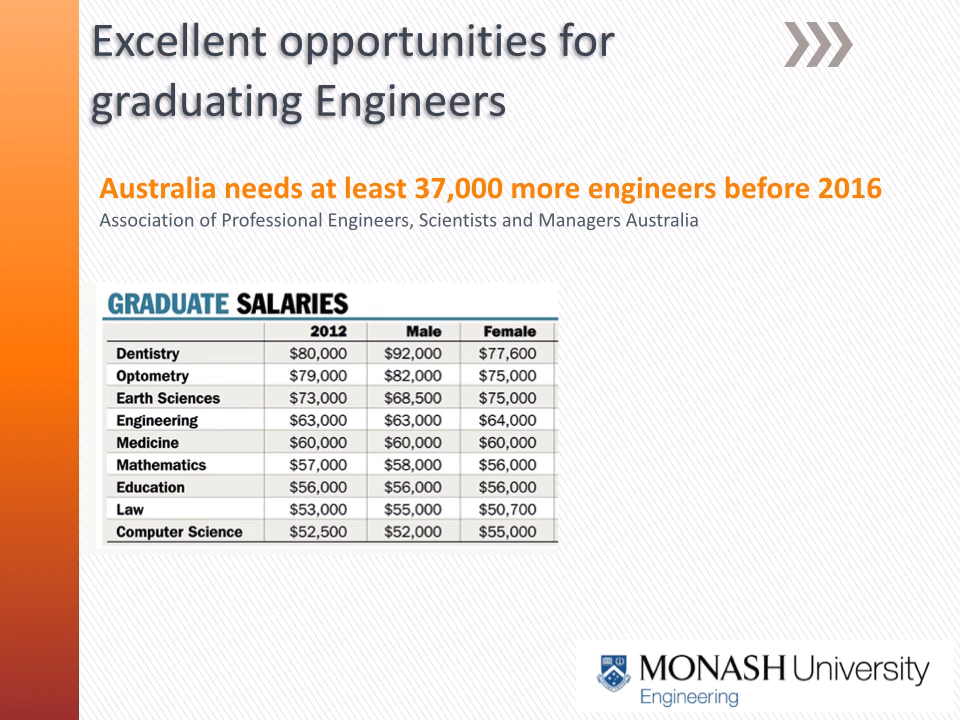 Excellent opportunities for
graduating Engineers
Australia needs at least 37,000 more engineers before 2016
Association of Professional Engineers, Scientists and Managers Australia
GRADUATE SALARIES
2012 Male Female
Dentistry $80,000 $92,000 $77,600
Optometry $79,000 $82,000 $75,000
Earth Sciences $73,000 $68,500 $75,000
Engineering $63,000 $63,000 $64,000
Medicine $60,000 $60,000 $60,000
Mathematics $57,000 $58,000 $56,000
Education $56,000 $56,000 $56,000
Law $53,000 $55,000 $50,700
Computer Science $52,500 $52,000 $55,000
MONASH University
Engineering